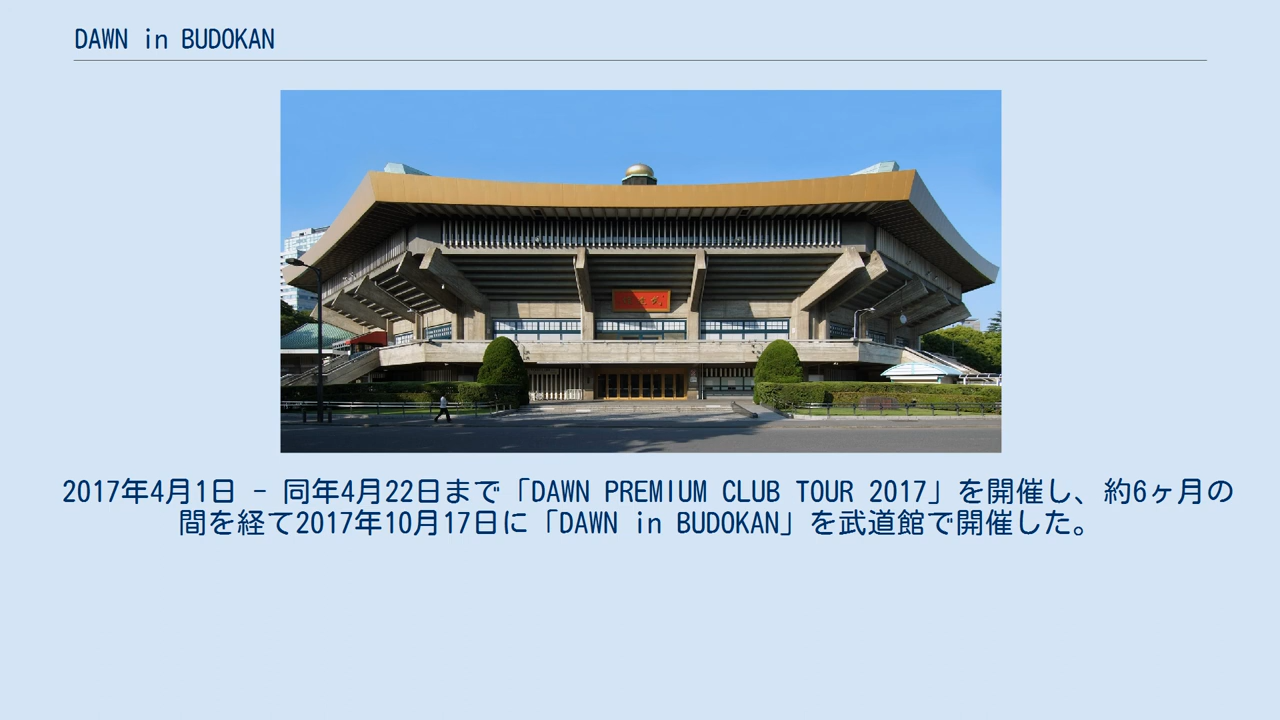 DAWN in BUDOKAN
2017年4月1日 - 同年4月22日まで「DAWN PREMIUM CLUB TOUR 2017」を開催し、約6ヶ月の
間を経て2017年10月17日に「DAWN in BUDOKAN」を武道館で開催した。